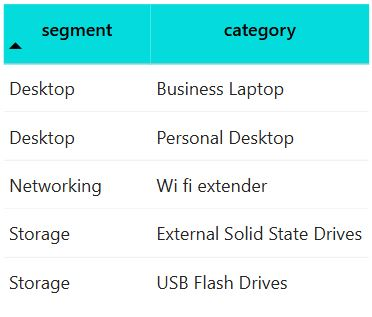 segment category
Desktop Business Laptop
Desktop Personal Desktop
Networking Wi fi extender
Storage External Solid State Drives
Storage USB Flash Drives